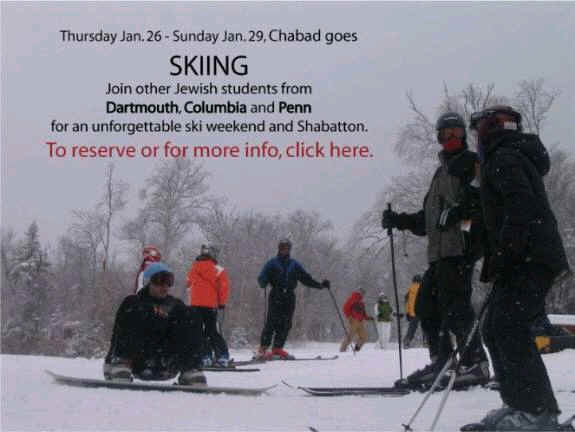 Thursday Jan. 26 - Sunday Jan. 29, Chabad goes
SKIING
Join other Jewish students from
Dartmouth, Columbia and Penn
for an unforgettable ski weekend and Shabatton.
To reserve or for more info, click here.